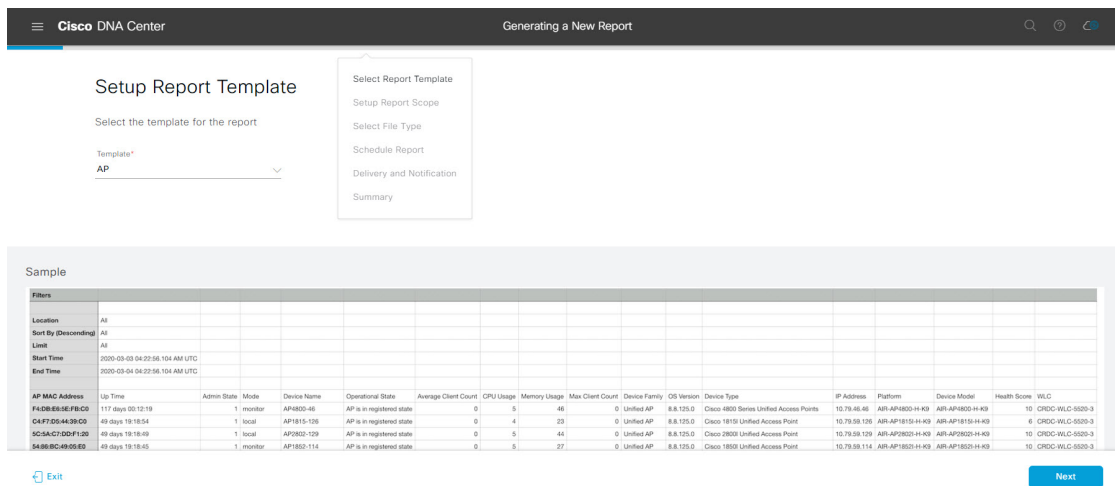 Cisco DNA Center
Generating a New Report
Setup Report Template
Select the template for the report
Template*
AP
Select Report Template
Setup Report Scope
Select File Type
Schedule Report
Delivery and Notification
Summary
Sample
Filters
Location All
Sort By (Descending) All
Limit All
Start Time 2020-03-03 04:22:56.104 AM UTC
End Time 2020-03-04 04:22:56.104 AM UTC
AP MAC Address Up Time Admin State Mode Device Name Operational State Average Client Count CPU Usage Memory Usage Max Client Count Device Family OS Version Device Type IP Address Platform Device Model Health Score WLC
F4:DB:E6:5E:FB:C0 117 days 00:12:19 1 monitor AP4800-46 AP is in registered state 0 5 46 0 Unified AP 8.8.125.0 Cisco 4800 Series Unified Access Points 10.79.46.46 AIR-AP4800-H-K9 AIR-AP4800-H-K9 10 CRDC-WLC-5520-3
C4:F7:D5:44:39:C0 49 days 19:18:54 1 local AP1815-126 AP is in registered state 0 4 23 0 Unified AP 8.8.125.0 Cisco 1815I Unified Access Point 10.79.59.126 AIR-AP1815I-H-K9 AIR-AP1815I-H-K9 6 CRDC-WLC-5520-3
5C:5A:C7:DD:F1:20 49 days 19:18:49 1 local AP2802-129 AP is in registered state 0 5 44 0 Unified AP 8.8.125.0 Cisco 2800I Unified Access Point 10.79.59.129 AIR-AP2802I-H-K9 AIR-AP2802I-H-K9 10 CRDC-WLC-5520-3
54:86:BC:49:05:E0 49 days 19:18:45 1 monitor AP1852-114 AP is in registered state 0 5 27 0 Unified AP 8.8.125.0 Cisco 1850I Unified Access Point 10.79.59.114 AIR-AP1852I-H-K9 AIR-AP1852I-H-K9 10 CRDC-WLC-5520-3
Exit
Next